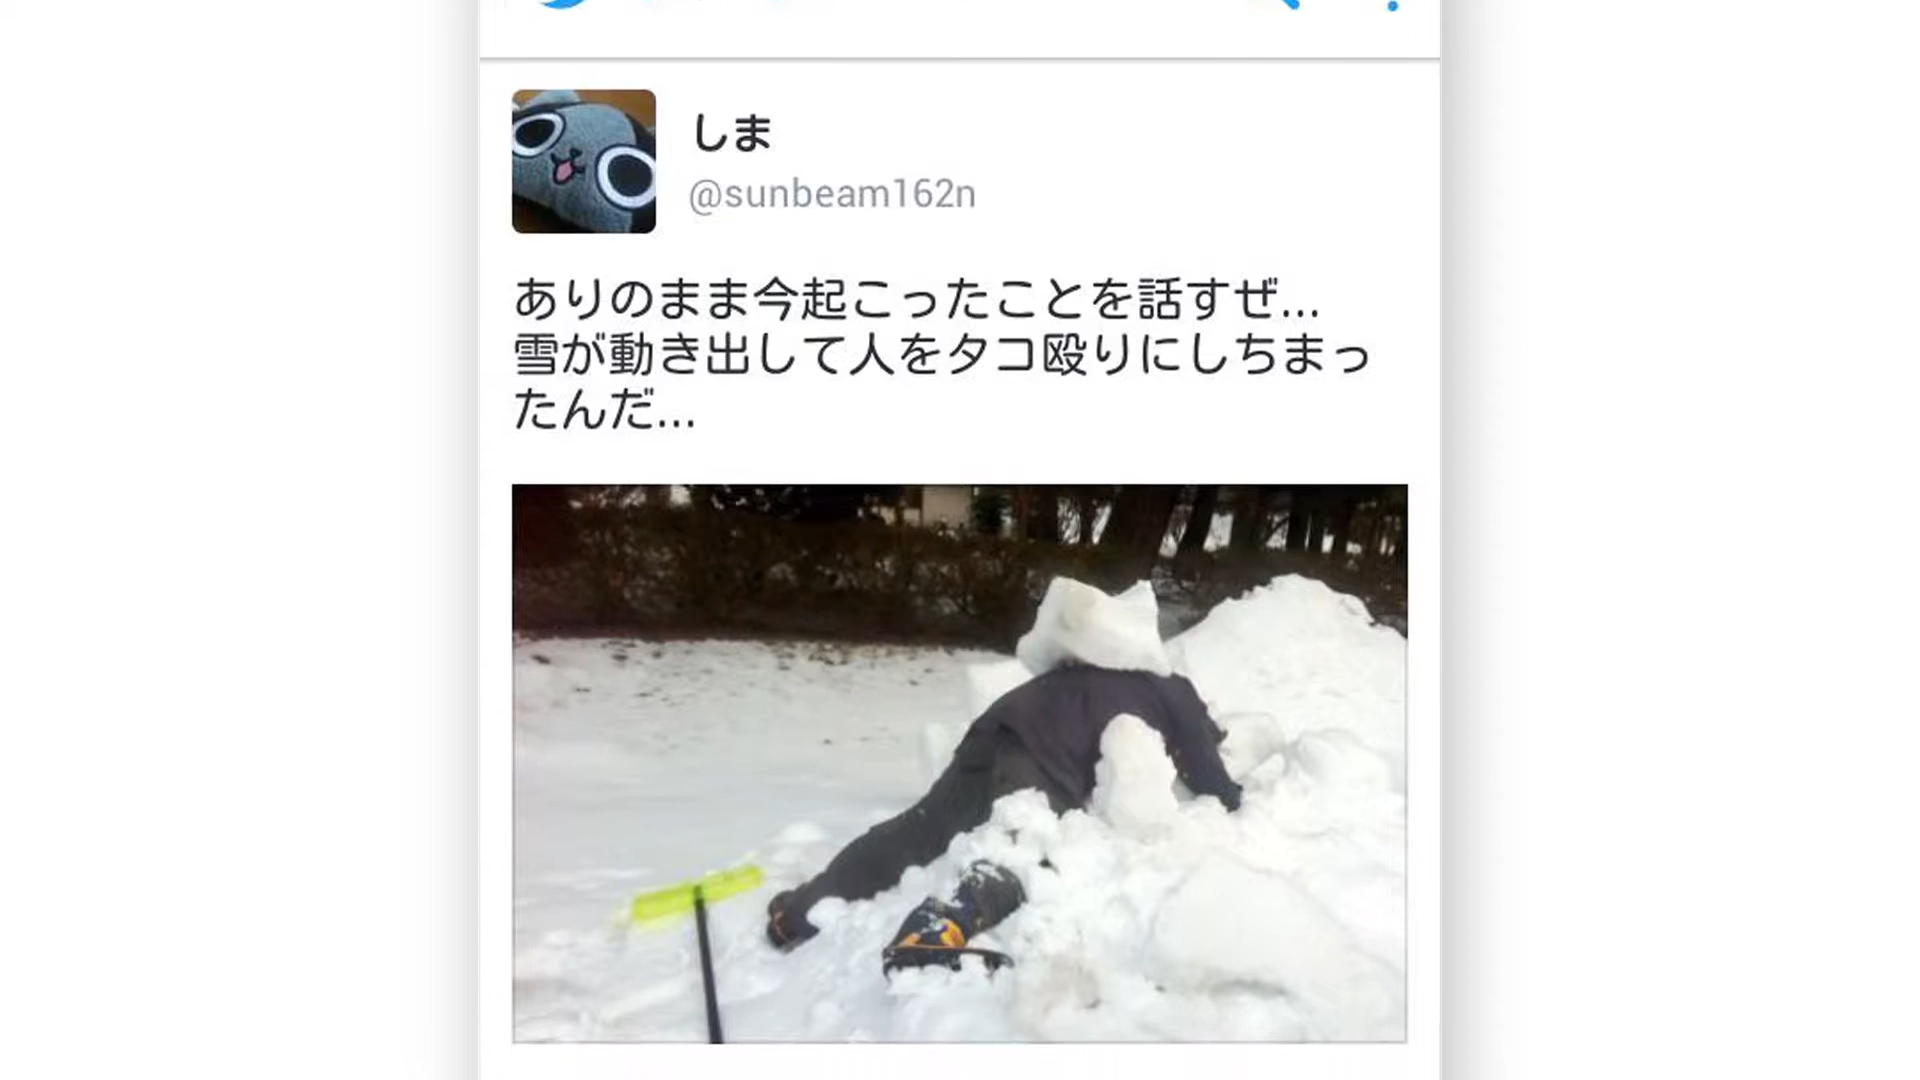 しま
@sunbeam162n
ありのまま今起こったことを話すぜ...
雪が動き出して人をタコ殴りにしちまっ
たんだ...